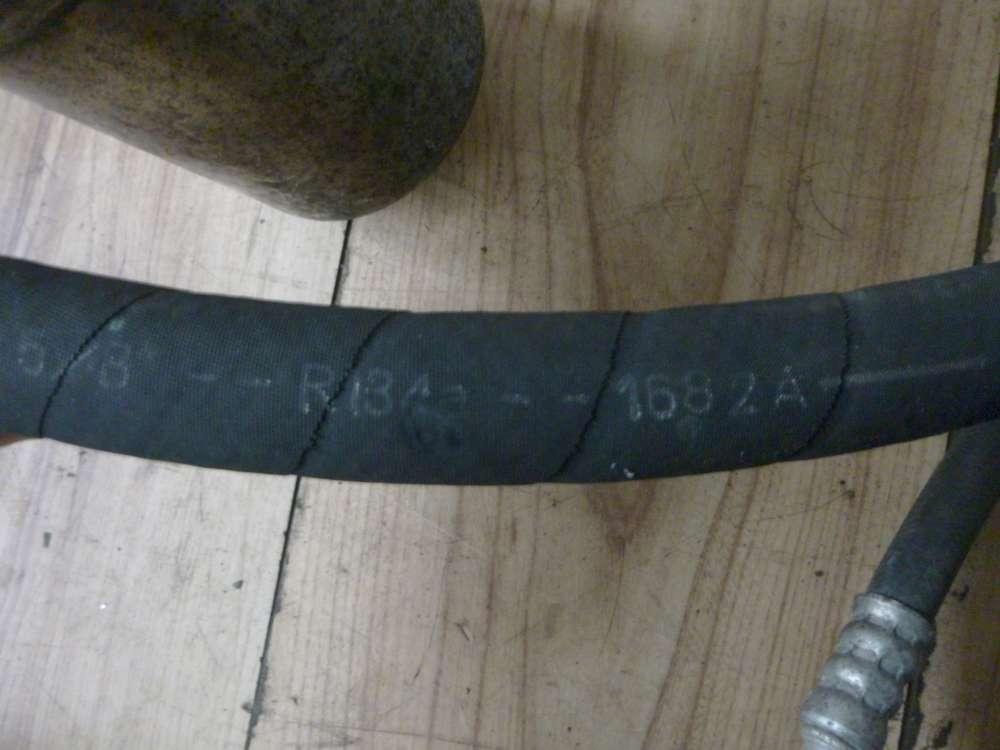 5/8" -- R134a -- 1682A